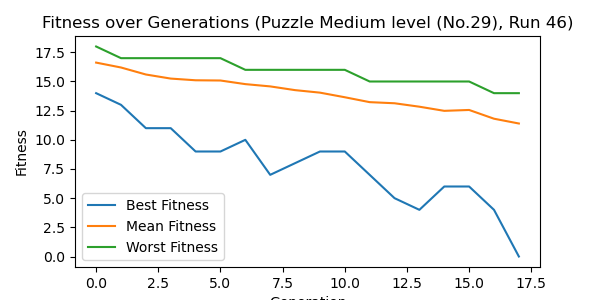 Fitness over Generations (Puzzle Medium level (No.29), Run 46)
17.5
15.0
12.5
10.0
7.5
5.0
2.5
0.0
Fitness
Best Fitness
Mean Fitness
Worst Fitness
0.0 2.5 5.0 7.5 10.0 12.5 15.0 17.5
Generation